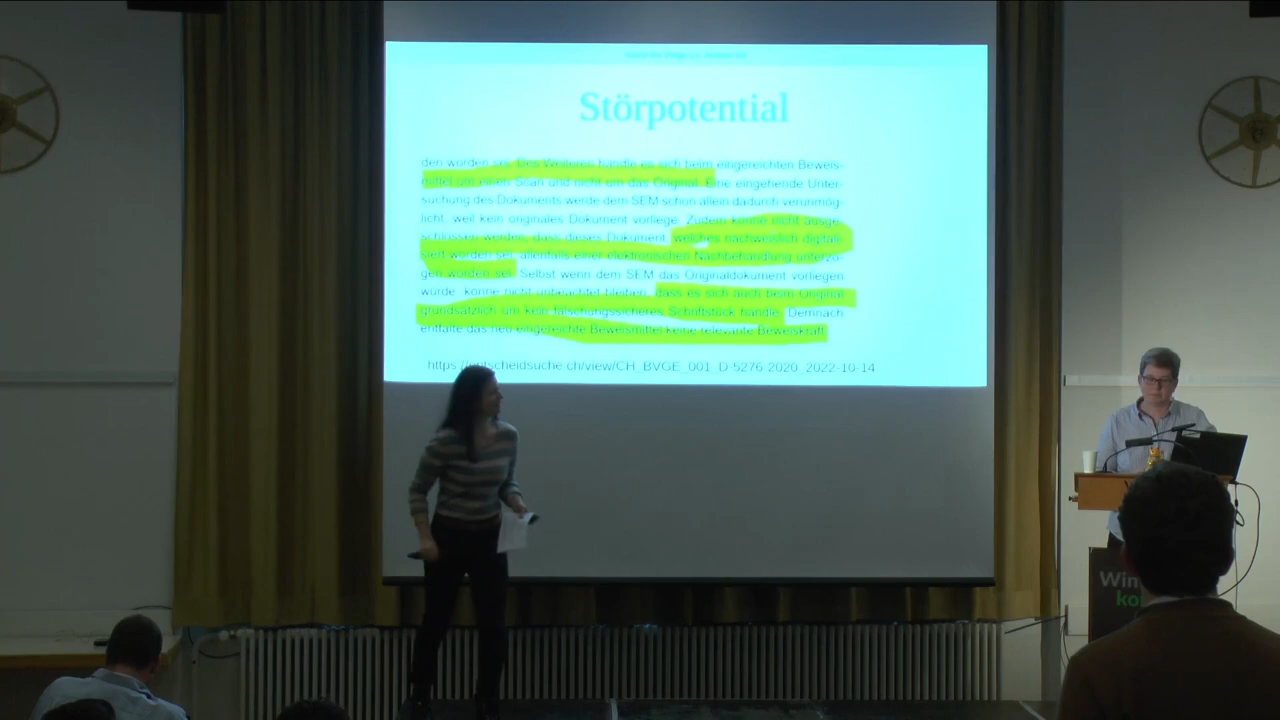 Störpotential
den worden sei. Des Weiteren handle es sich beim eingereichten Beweis-
mittel um einen Scan und nicht um das Original. Eine eingehende Unter-
suchung des Dokuments werde dem SEM schon allein dadurch verunmög-
licht, weil kein originales Dokument vorliege. Zudem könne nicht ausge-
schlossen werden, dass dieses Dokument, welches nachweislich digitali-
siert worden sei, allenfalls einer elektronischen Nachbehandlung unterzo-
gen worden sei. Selbst wenn dem SEM das Originaldokument vorliegen
würde, könne nicht unbeachtet bleiben, dass es sich auch beim Original
grundsätzlich um kein fälschungssicheres Schriftstück handle. Demnach
entfalte das neu eingereichte Beweismittel keine relevante Beweiskraft.
https://entscheidsuche.ch/view/CH_BVGE_001_D-5276.2020_2022-10-14
Win
ko